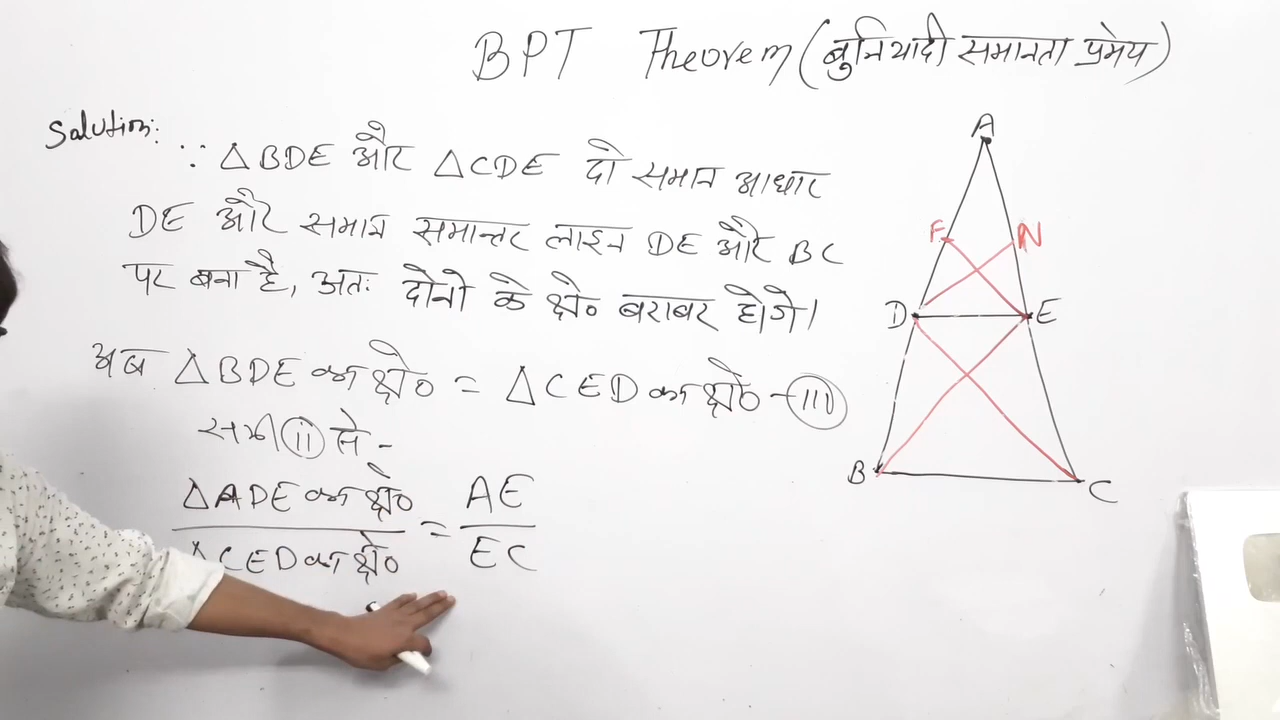 BPT Theorem (बुनियादी समानता प्रमेय)
Solution:
∵ △BDE और △CDE दो समान आधार
DE और समान समान्तर लाइन DE और BC
पर बना है, अतः दोनो के क्षे० बराबर होगे।
अब △BDE का क्षे० = △CED का क्षे० - (III)
समी (ii) से -
△ADE का क्षे० / △CED का क्षे० = AE / EC
A
F N
D E
B C